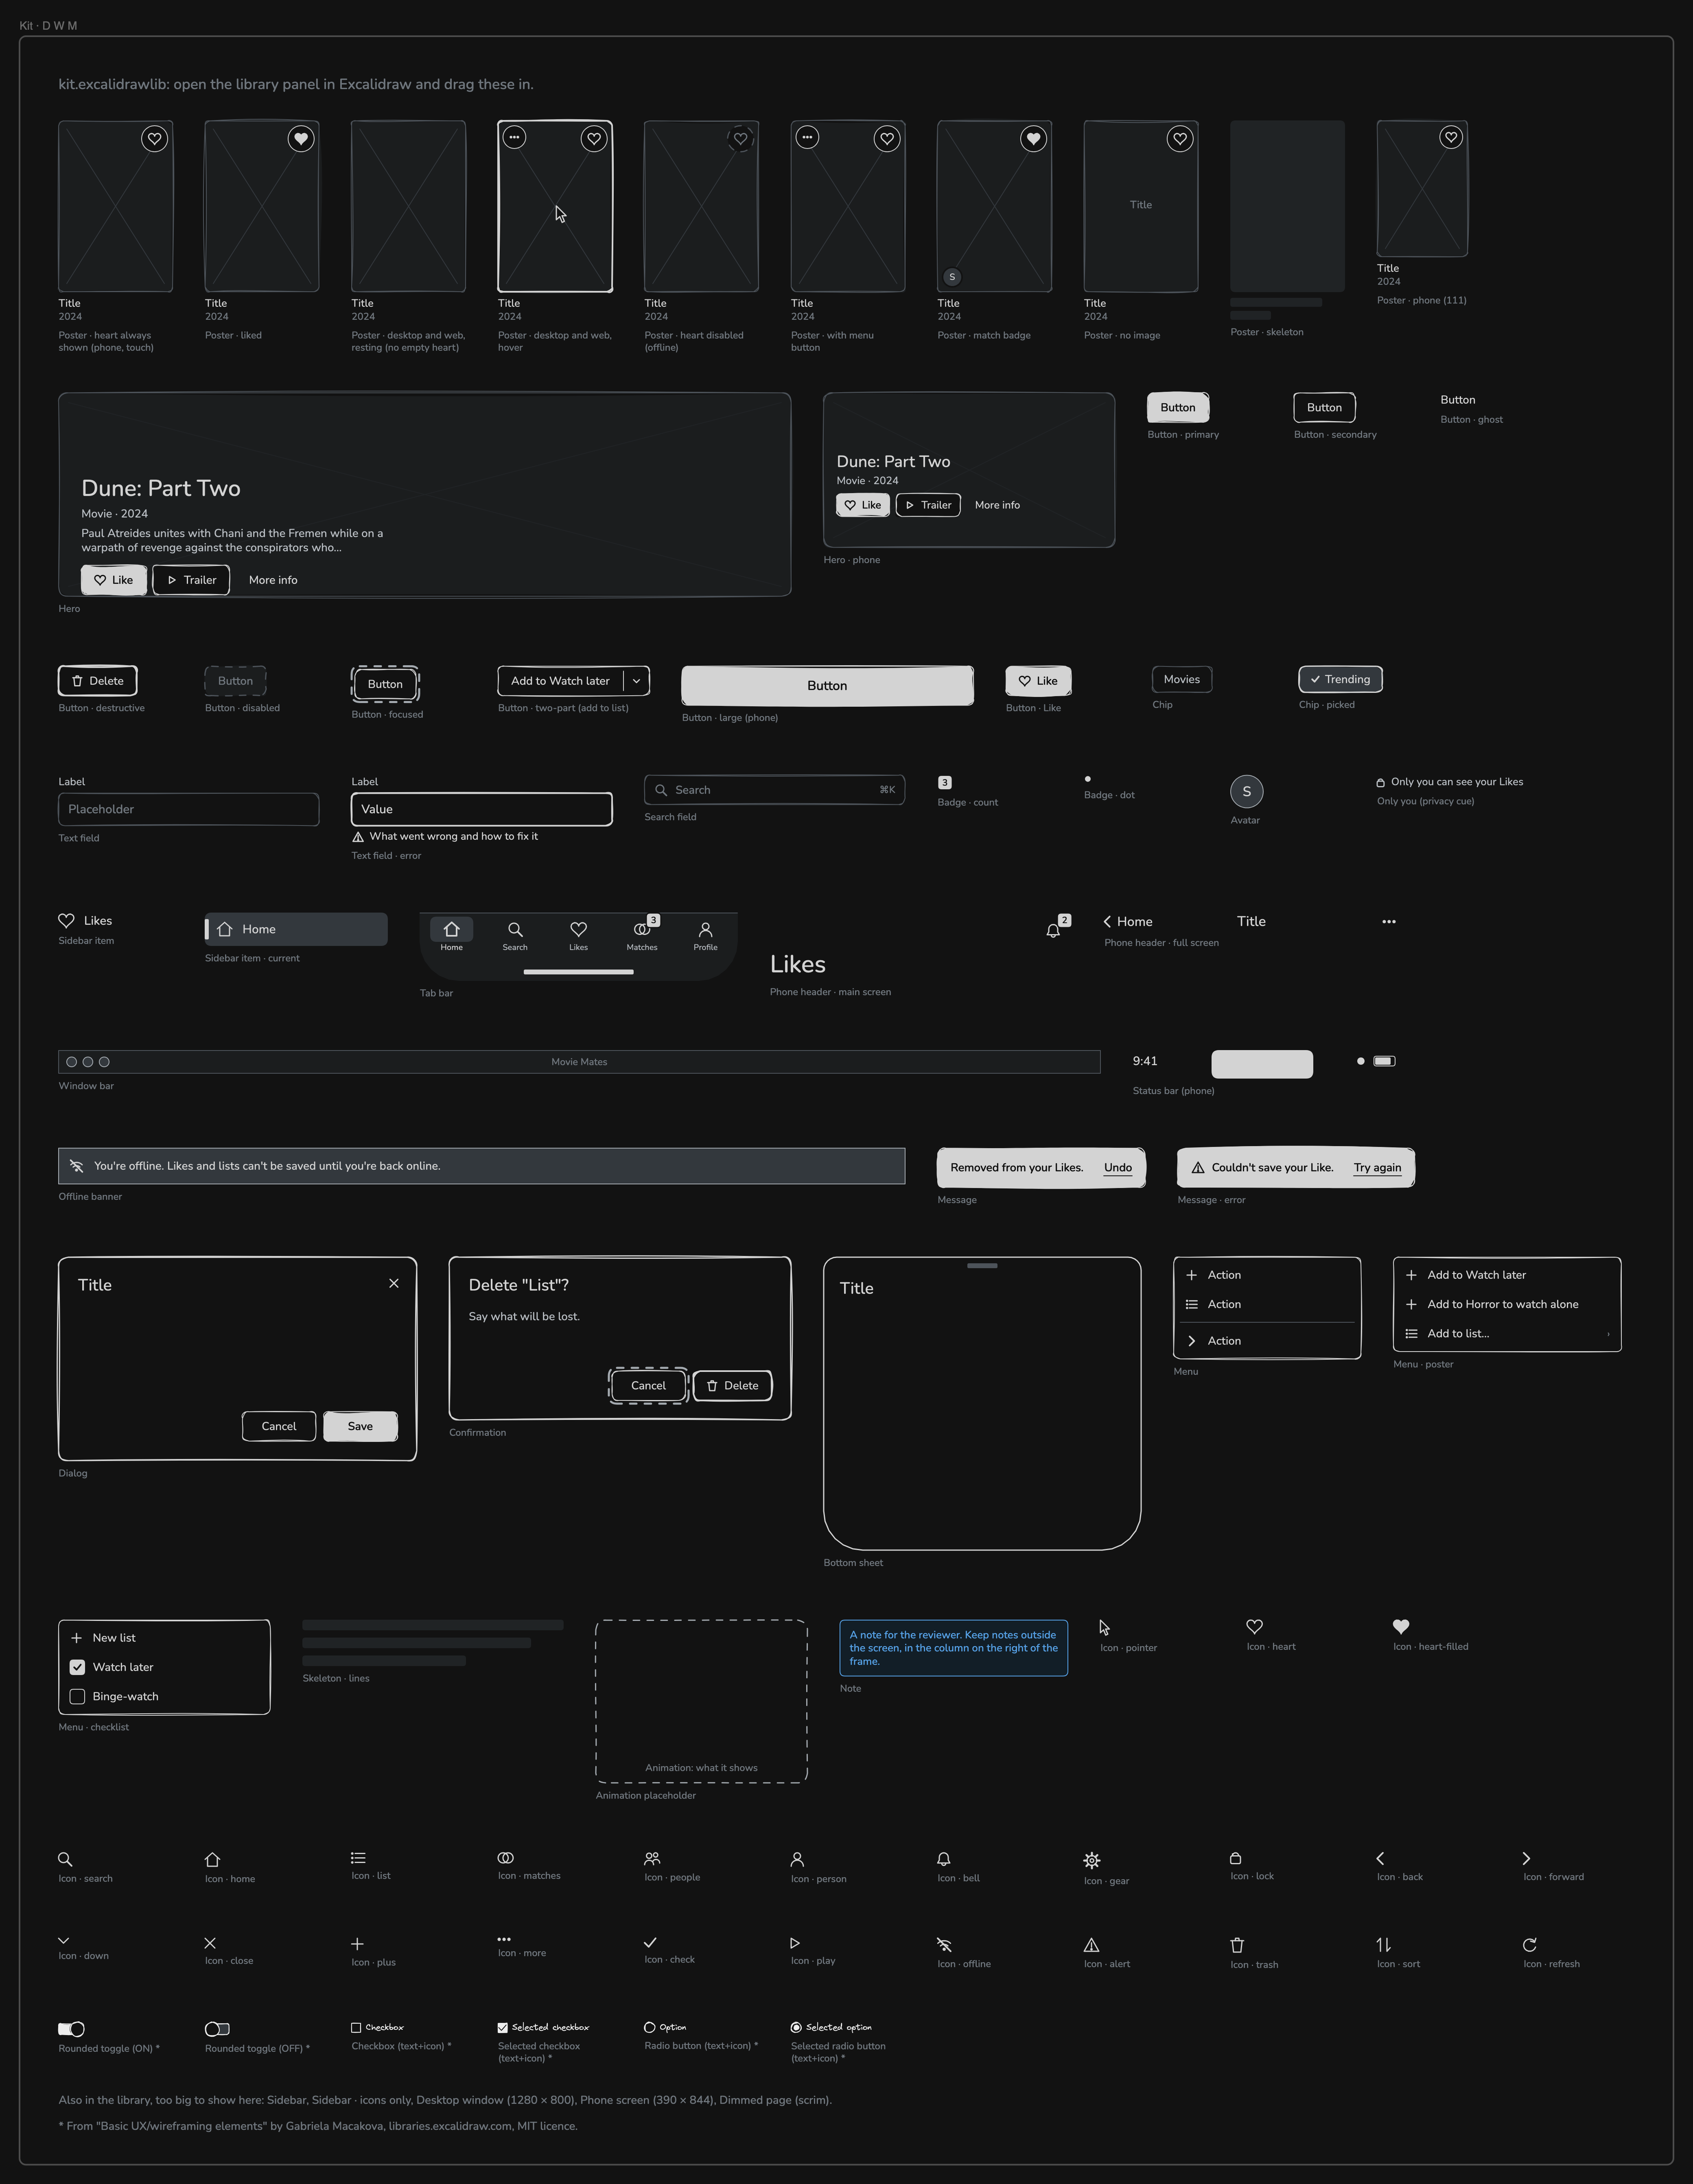 Kit · D W M
kit.excalidrawlib: open the library panel in Excalidraw and drag these in.
Title
2024
Poster · heart always
shown (phone, touch)
Title
2024
Poster · liked
Title
2024
Poster · desktop and web,
resting (no empty heart)
Title
2024
Poster · desktop and web,
hover
Title
2024
Poster · heart disabled
(offline)
Title
2024
Poster · with menu
button
S
Title
2024
Poster · match badge
Title
Title
2024
Poster · no image
Poster · skeleton
Title
2024
Poster · phone (111)
Dune: Part Two
Movie · 2024
Paul Atreides unites with Chani and the Fremen while on a
warpath of revenge against the conspirators who...
Like
Trailer
More info
Hero
Dune: Part Two
Movie · 2024
Like
Trailer
More info
Hero · phone
Button
Button · primary
Button
Button · secondary
Button
Button · ghost
Delete
Button · destructive
Button
Button · disabled
Button
Button · focused
Add to Watch later
Button · two-part (add to list)
Button
Button · large (phone)
Like
Button · Like
Movies
Chip
Trending
Chip · picked
Label
Placeholder
Text field
Label
Value
What went wrong and how to fix it
Text field · error
Search
⌘K
Search field
3
Badge · count
Badge · dot
S
Avatar
Only you can see your Likes
Only you (privacy cue)
Likes
Sidebar item
Home
Sidebar item · current
Home
Search
Likes
3
Matches
Profile
Tab bar
2
Likes
Phone header · main screen
Home
Title
Phone header · full screen
Movie Mates
Window bar
9:41
Status bar (phone)
You're offline. Likes and lists can't be saved until you're back online.
Offline banner
Removed from your Likes.
Undo
Message
Couldn't save your Like.
Try again
Message · error
Title
Cancel
Save
Dialog
Delete "List"?
Say what will be lost.
Cancel
Delete
Confirmation
Title
Bottom sheet
Action
Action
Action
Menu
Add to Watch later
Add to Horror to watch alone
Add to list...
Menu · poster
New list
Watch later
Binge-watch
Menu · checklist
Skeleton · lines
Animation: what it shows
Animation placeholder
A note for the reviewer. Keep notes outside
the screen, in the column on the right of the
frame.
Note
Icon · pointer
Icon · heart
Icon · heart-filled
Icon · search
Icon · home
Icon · list
Icon · matches
Icon · people
Icon · person
Icon · bell
Icon · gear
Icon · lock
Icon · back
Icon · forward
Icon · down
Icon · close
Icon · plus
Icon · more
Icon · check
Icon · play
Icon · offline
Icon · alert
Icon · trash
Icon · sort
Icon · refresh
Rounded toggle (ON) *
Rounded toggle (OFF) *
Checkbox
Checkbox (text+icon) *
Selected checkbox
Selected checkbox
(text+icon) *
Option
Radio button (text+icon) *
Selected option
Selected radio button
(text+icon) *
Also in the library, too big to show here: Sidebar, Sidebar · icons only, Desktop window (1280 × 800), Phone screen (390 × 844), Dimmed page (scrim).
* From "Basic UX/wireframing elements" by Gabriela Macakova, libraries.excalidraw.com, MIT licence.